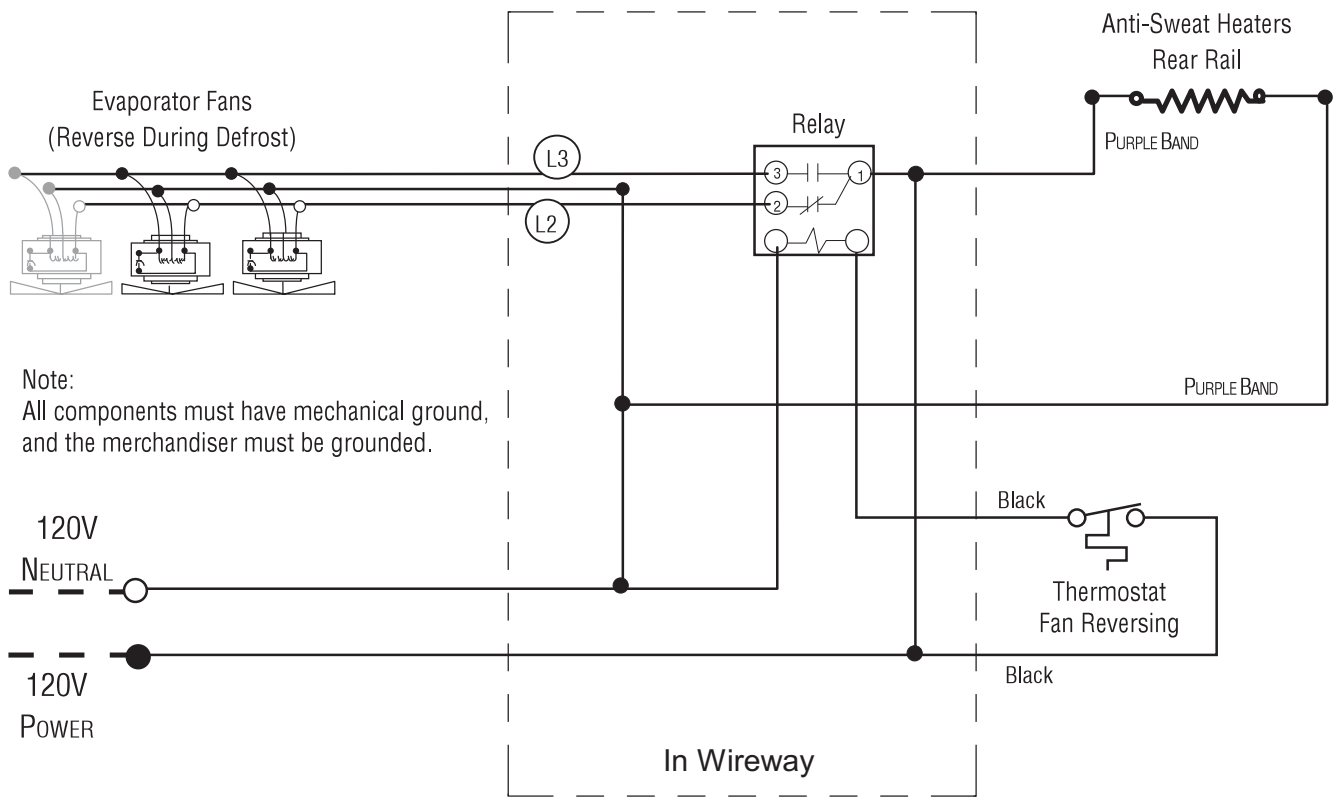 Anti-Sweat Heaters
Rear Rail
Evaporator Fans
(Reverse During Defrost)
Relay
PURPLE BAND
L3
3
1
2
L2
Note:
All components must have mechanical ground,
and the merchandiser must be grounded.
PURPLE BAND
Black
120V
NEUTRAL
Thermostat
Fan Reversing
120V
POWER
Black
In Wireway